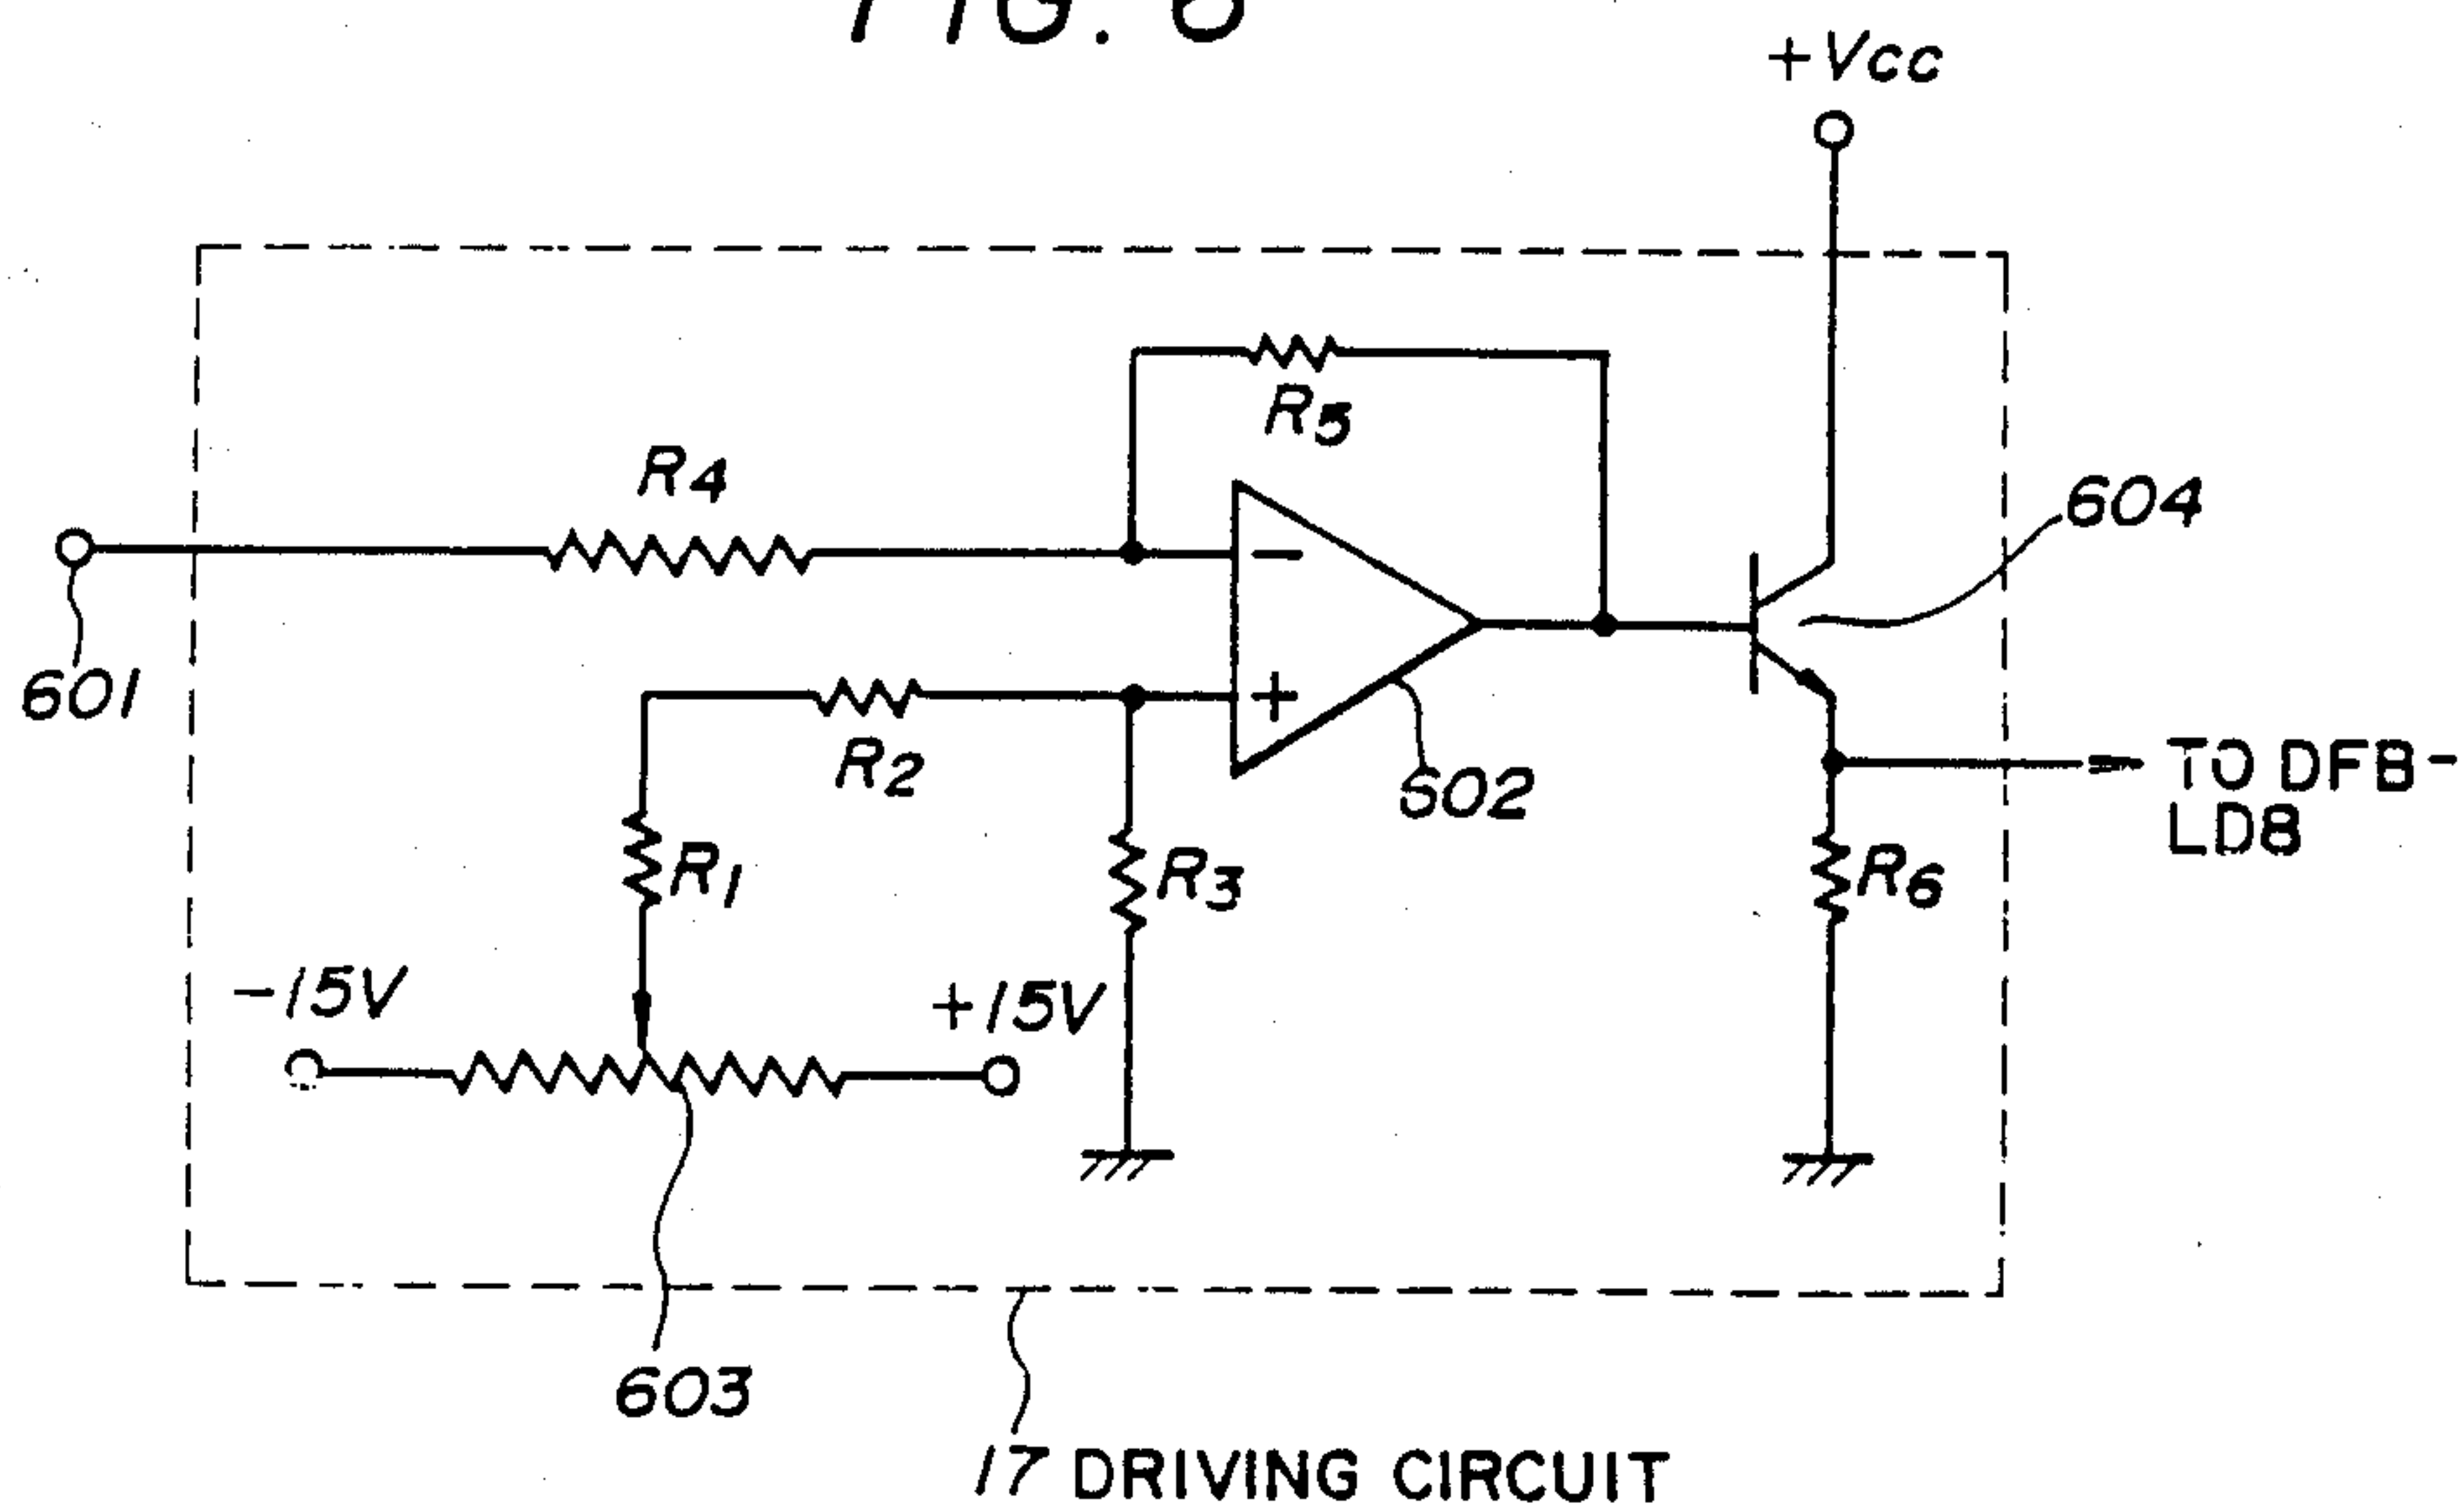 +Vcc
R5
R4
604
601
R2
602
TO DFB-
LD8
R1
R3
R6
-15V
+15V
603
17 DRIVING CIRCUIT